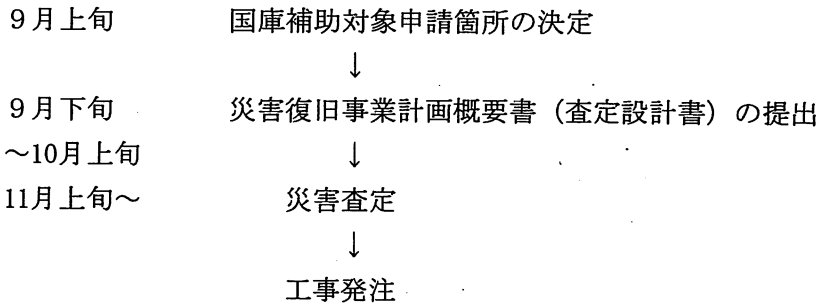 9月上旬　国庫補助対象申請箇所の決定
↓
9月下旬　災害復旧事業計画概要書（査定設計書）の提出
～10月上旬　↓
11月上旬～　災害査定
↓
工事発注